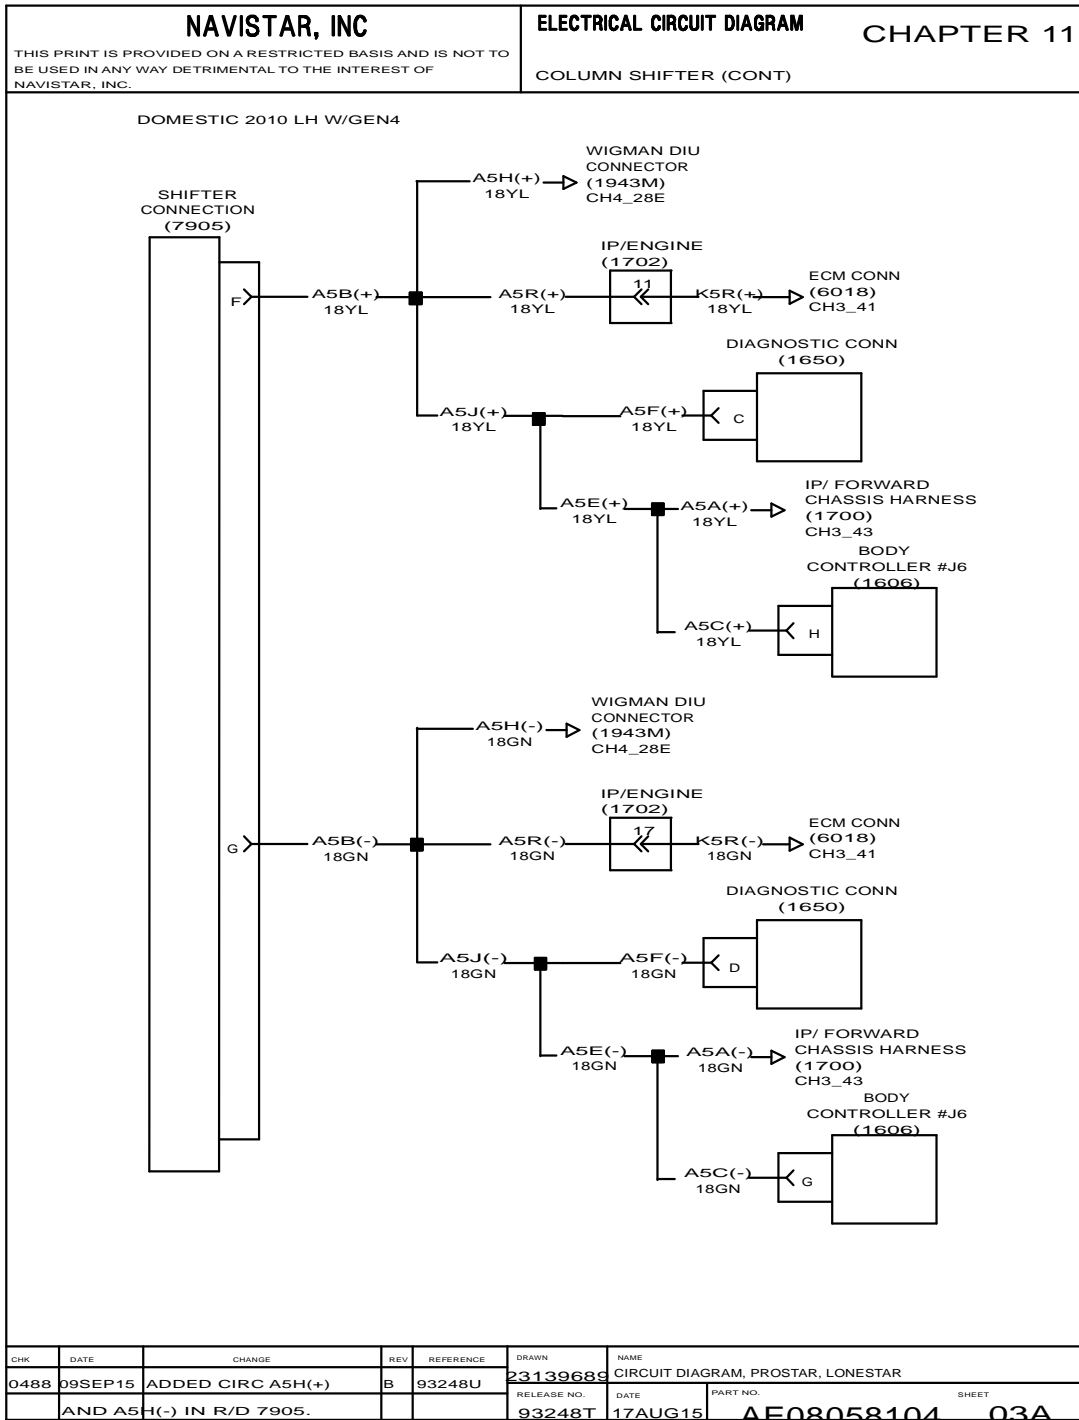 NAVISTAR, INC
THIS PRINT IS PROVIDED ON A RESTRICTED BASIS AND IS NOT TO
BE USED IN ANY WAY DETRIMENTAL TO THE INTEREST OF
NAVISTAR, INC.
ELECTRICAL CIRCUIT DIAGRAM
CHAPTER 11
COLUMN SHIFTER (CONT)
DOMESTIC 2010 LH W/GEN4
SHIFTER
CONNECTION
(7905)
WIGMAN DIU
CONNECTOR
(1943M)
CH4_28E
A5H(+)
18YL
IP/ENGINE
(1702)
F
A5B(+)
18YL
A5R(+)
18YL
11
K5R(+)
18YL
ECM CONN
(6018)
CH3_41
DIAGNOSTIC CONN
(1650)
A5J(+)
18YL
A5F(+)
18YL
C
A5E(+)
18YL
A5A(+)
18YL
IP/ FORWARD
CHASSIS HARNESS
(1700)
CH3_43
BODY
CONTROLLER #J6
(1606)
A5C(+)
18YL
H
WIGMAN DIU
CONNECTOR
(1943M)
CH4_28E
A5H(-)
18GN
IP/ENGINE
(1702)
G
A5B(-)
18GN
A5R(-)
18GN
17
K5R(-)
18GN
ECM CONN
(6018)
CH3_41
DIAGNOSTIC CONN
(1650)
A5J(-)
18GN
A5F(-)
18GN
D
A5E(-)
18GN
A5A(-)
18GN
IP/ FORWARD
CHASSIS HARNESS
(1700)
CH3_43
BODY
CONTROLLER #J6
(1606)
A5C(-)
18GN
G
CHK DATE CHANGE REV REFERENCE
0488 09SEP15 ADDED CIRC A5H(+) B 93248U
AND A5H(-) IN R/D 7905.
DRAWN
23139689
NAME
CIRCUIT DIAGRAM, PROSTAR, LONESTAR
RELEASE NO.
93248T
DATE
17AUG15
PART NO.
AF08058104
SHEET
03A